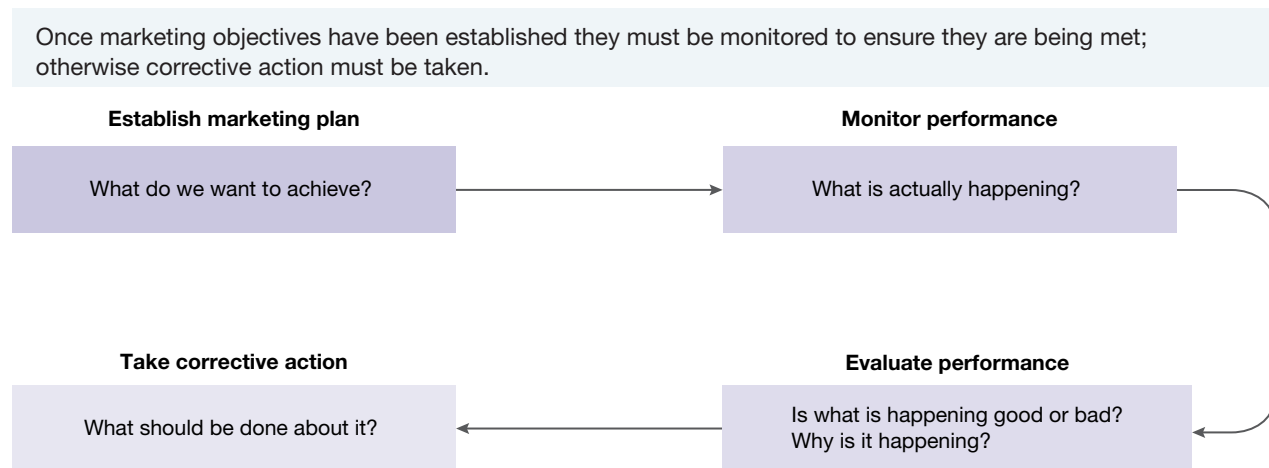 Once marketing objectives have been established they must be monitored to ensure they are being met;
otherwise corrective action must be taken.
Establish marketing plan
What do we want to achieve?
Monitor performance
What is actually happening?
Evaluate performance
Is what is happening good or bad?
Why is it happening?
Take corrective action
What should be done about it?